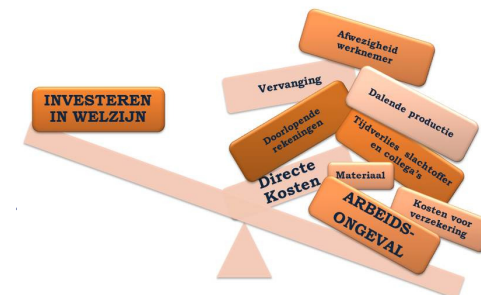 Afwezigheid
werknemer
Vervanging
Dalende productie
INVESTEREN
IN WELZIJN
Doorlopende
rekeningen
Tijdverlies slachtoffer
en collega's
Directe
Kosten
Materiaal
ARBEIDS-
ONGEVAL
Kosten voor
verzekering